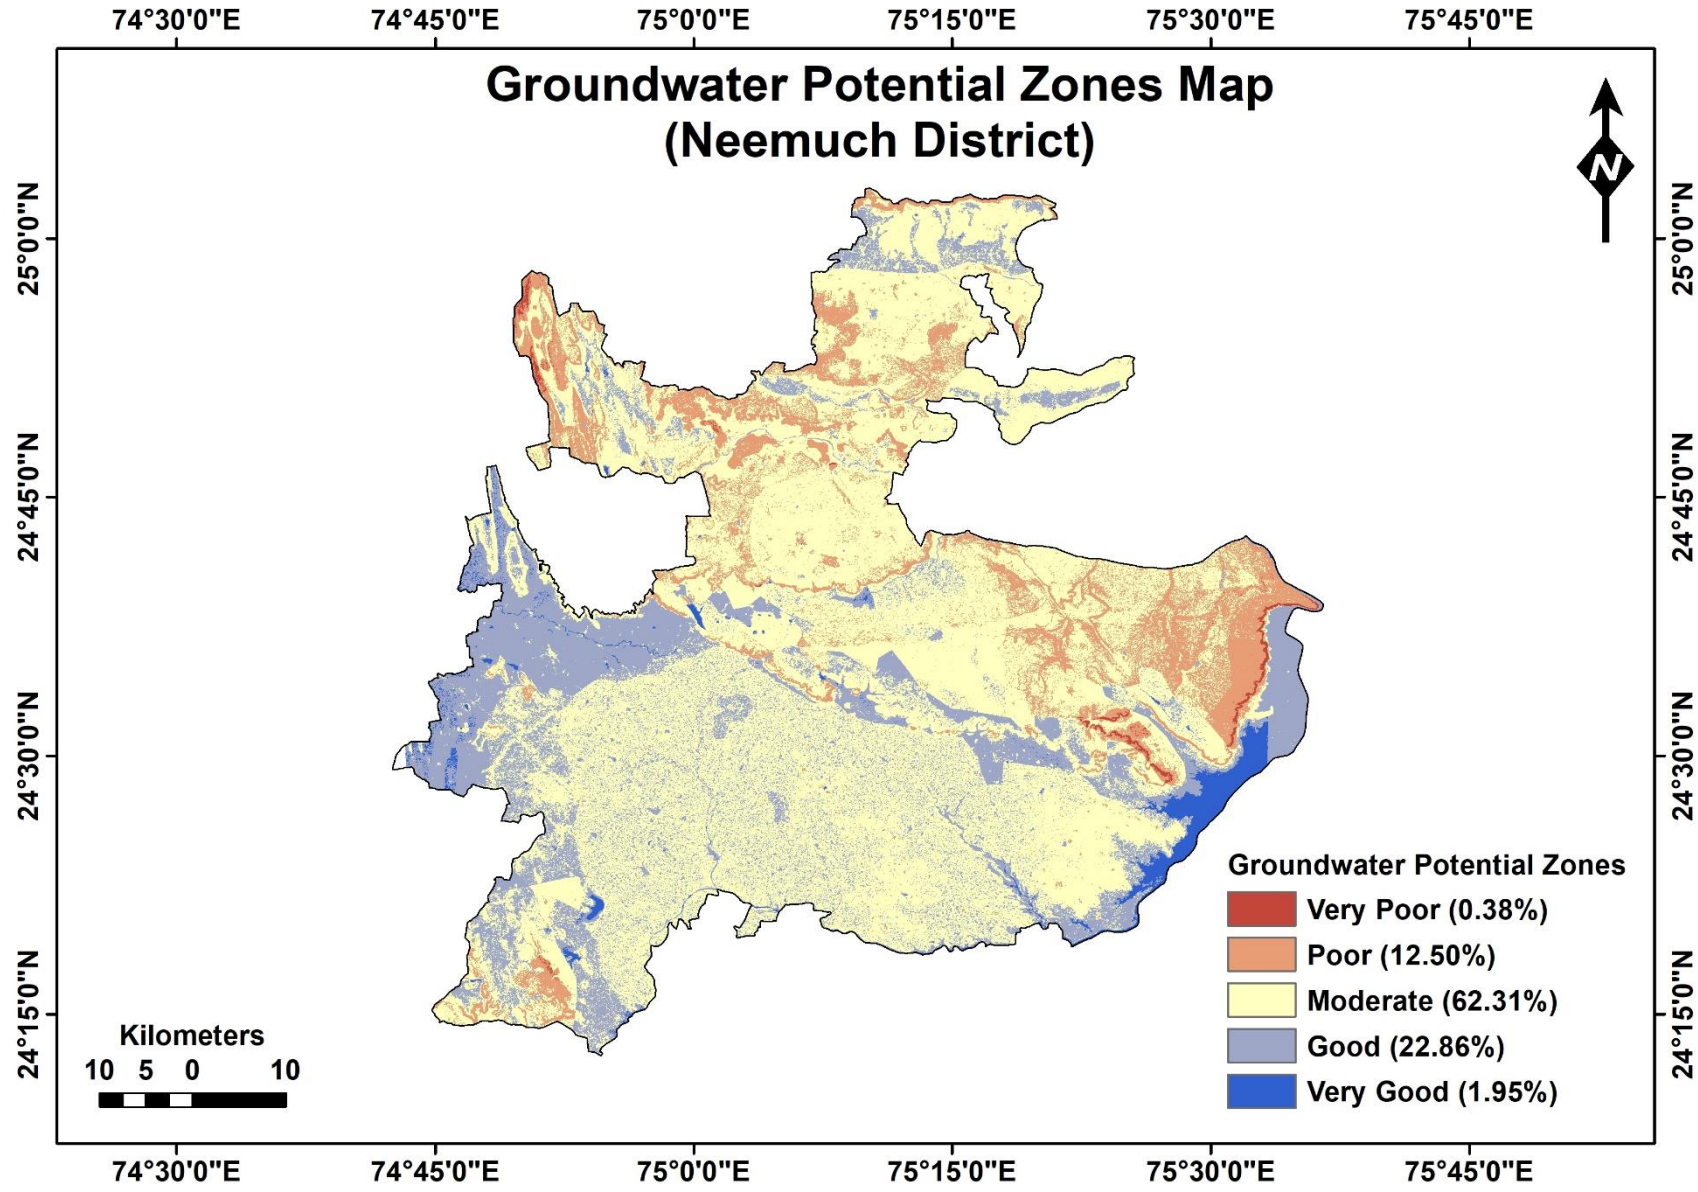 74°30'0"E 74°45'0"E 75°0'0"E 75°15'0"E 75°30'0"E 75°45'0"E
Groundwater Potential Zones Map
(Neemuch District)
N
25°0'0"N 25°0'0"N
24°45'0"N 24°45'0"N
24°30'0"N 24°30'0"N
24°15'0"N 24°15'0"N
Groundwater Potential Zones
Very Poor (0.38%)
Poor (12.50%)
Moderate (62.31%)
Good (22.86%)
Very Good (1.95%)
Kilometers
10 5 0 10
74°30'0"E 74°45'0"E 75°0'0"E 75°15'0"E 75°30'0"E 75°45'0"E